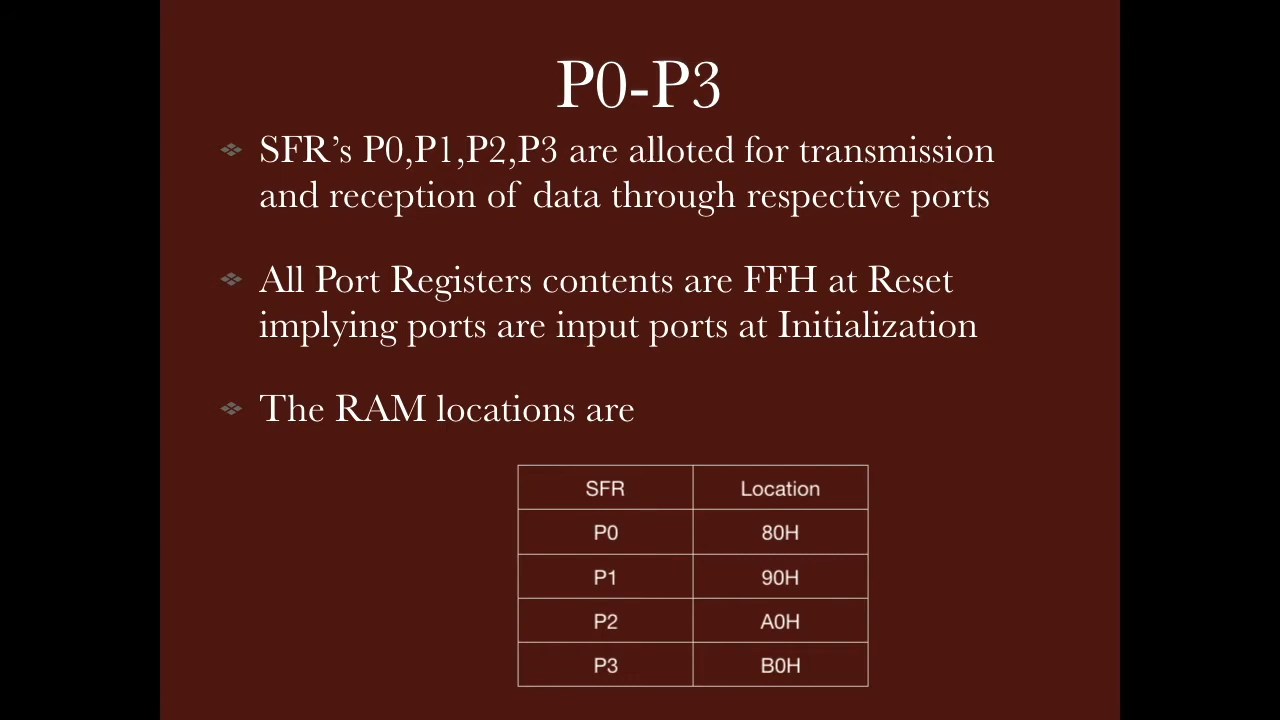 P0-P3
SFR’s P0,P1,P2,P3 are alloted for transmission
and reception of data through respective ports
All Port Registers contents are FFH at Reset
implying ports are input ports at Initialization
The RAM locations are
SFR Location
P0 80H
P1 90H
P2 A0H
P3 B0H